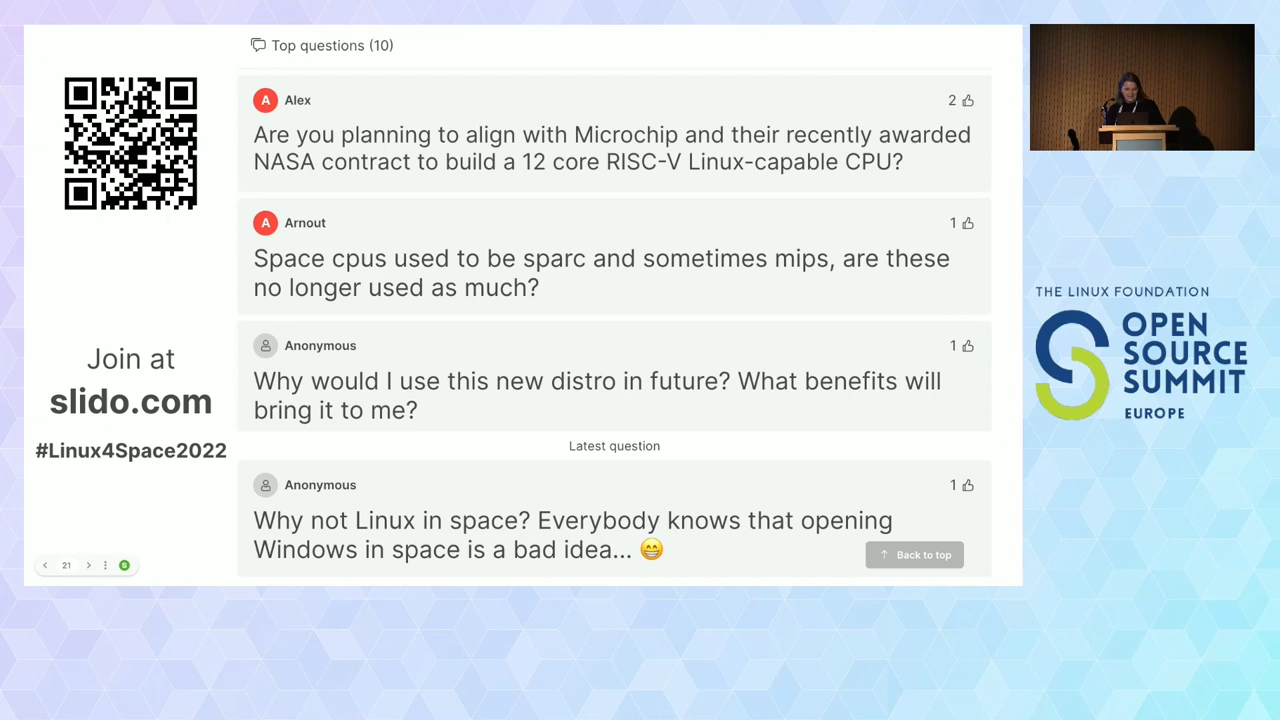 Top questions (10)
A Alex 2
Are you planning to align with Microchip and their recently awarded
NASA contract to build a 12 core RISC-V Linux-capable CPU?
A Arnout 1
Space cpus used to be sparc and sometimes mips, are these
no longer used as much?
Anonymous 1
Why would I use this new distro in future? What benefits will
bring it to me?
Latest question
Anonymous 1
Why not Linux in space? Everybody knows that opening
Windows in space is a bad idea... 😁
↑ Back to top
Join at
slido.com
#Linux4Space2022
< 21 > ⋮ S
THE LINUX FOUNDATION
OPEN
SOURCE
SUMMIT
EUROPE